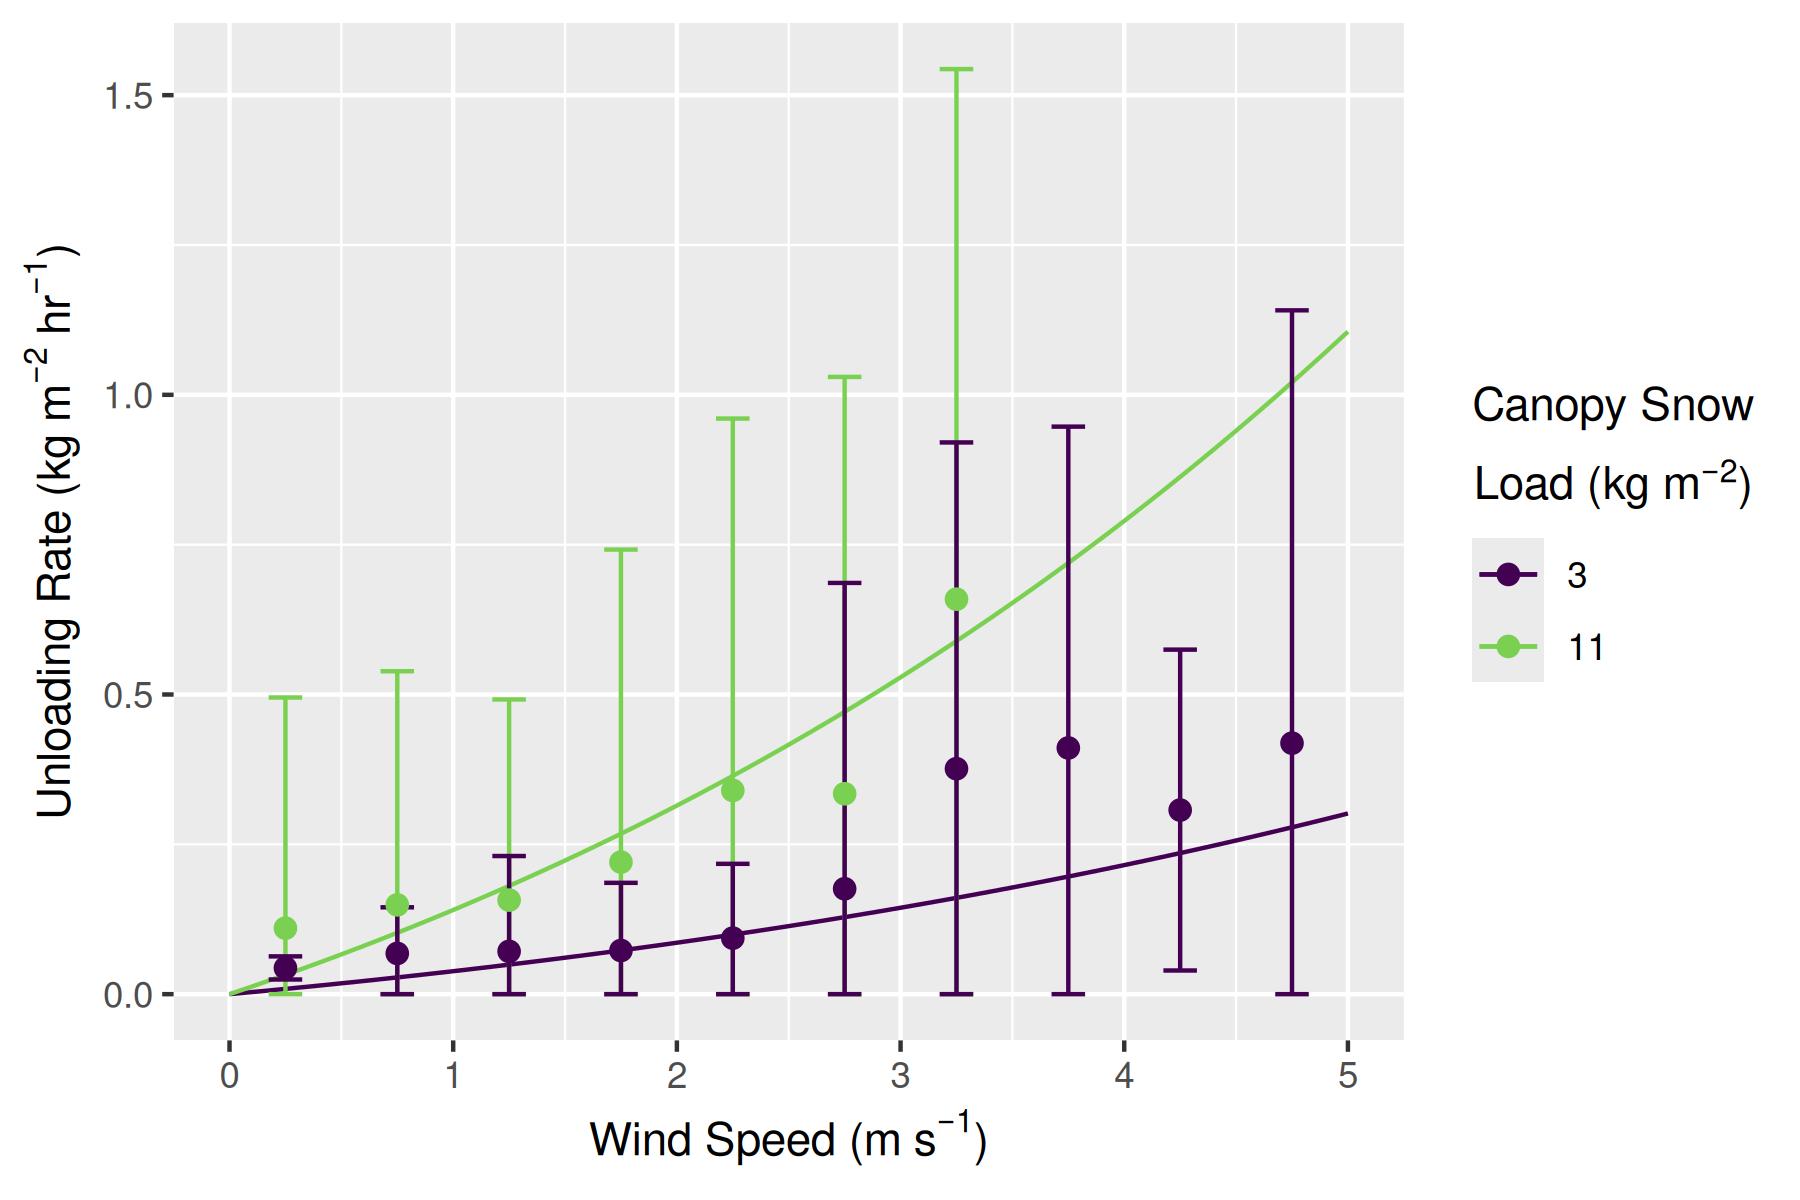 1.5
1.0
0.5
0.0
0 1 2 3 4 5
Wind Speed (m s⁻¹)
Unloading Rate (kg m⁻² hr⁻¹)
Canopy Snow
Load (kg m⁻²)
3
11